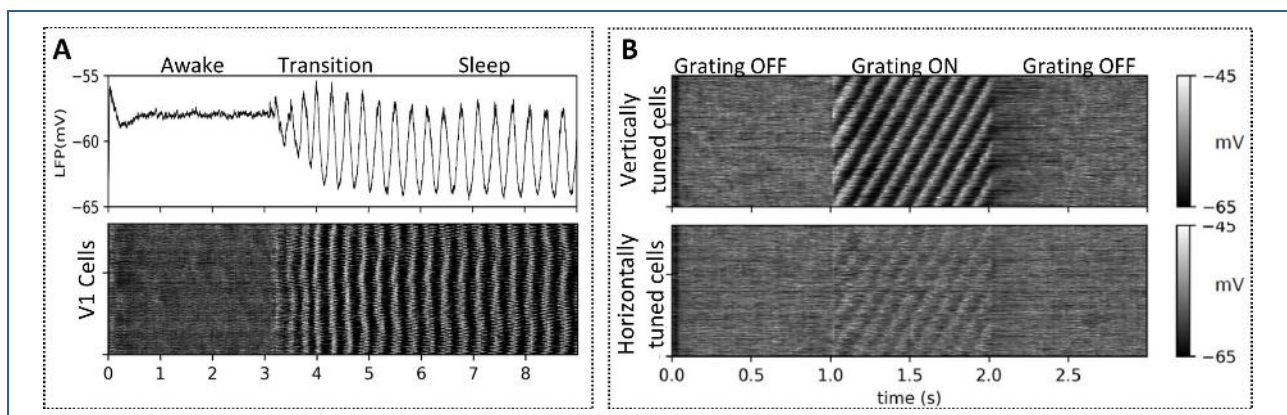 A
Awake Transition Sleep
−55
−60
−65
LFP(mV)
V1 Cells
0 1 2 3 4 5 6 7 8
B
Grating OFF Grating ON Grating OFF
Vertically
tuned cells
−45
mV
−65
Horizontally
tuned cells
−45
mV
−65
0.0 0.5 1.0 1.5 2.0 2.5
time (s)